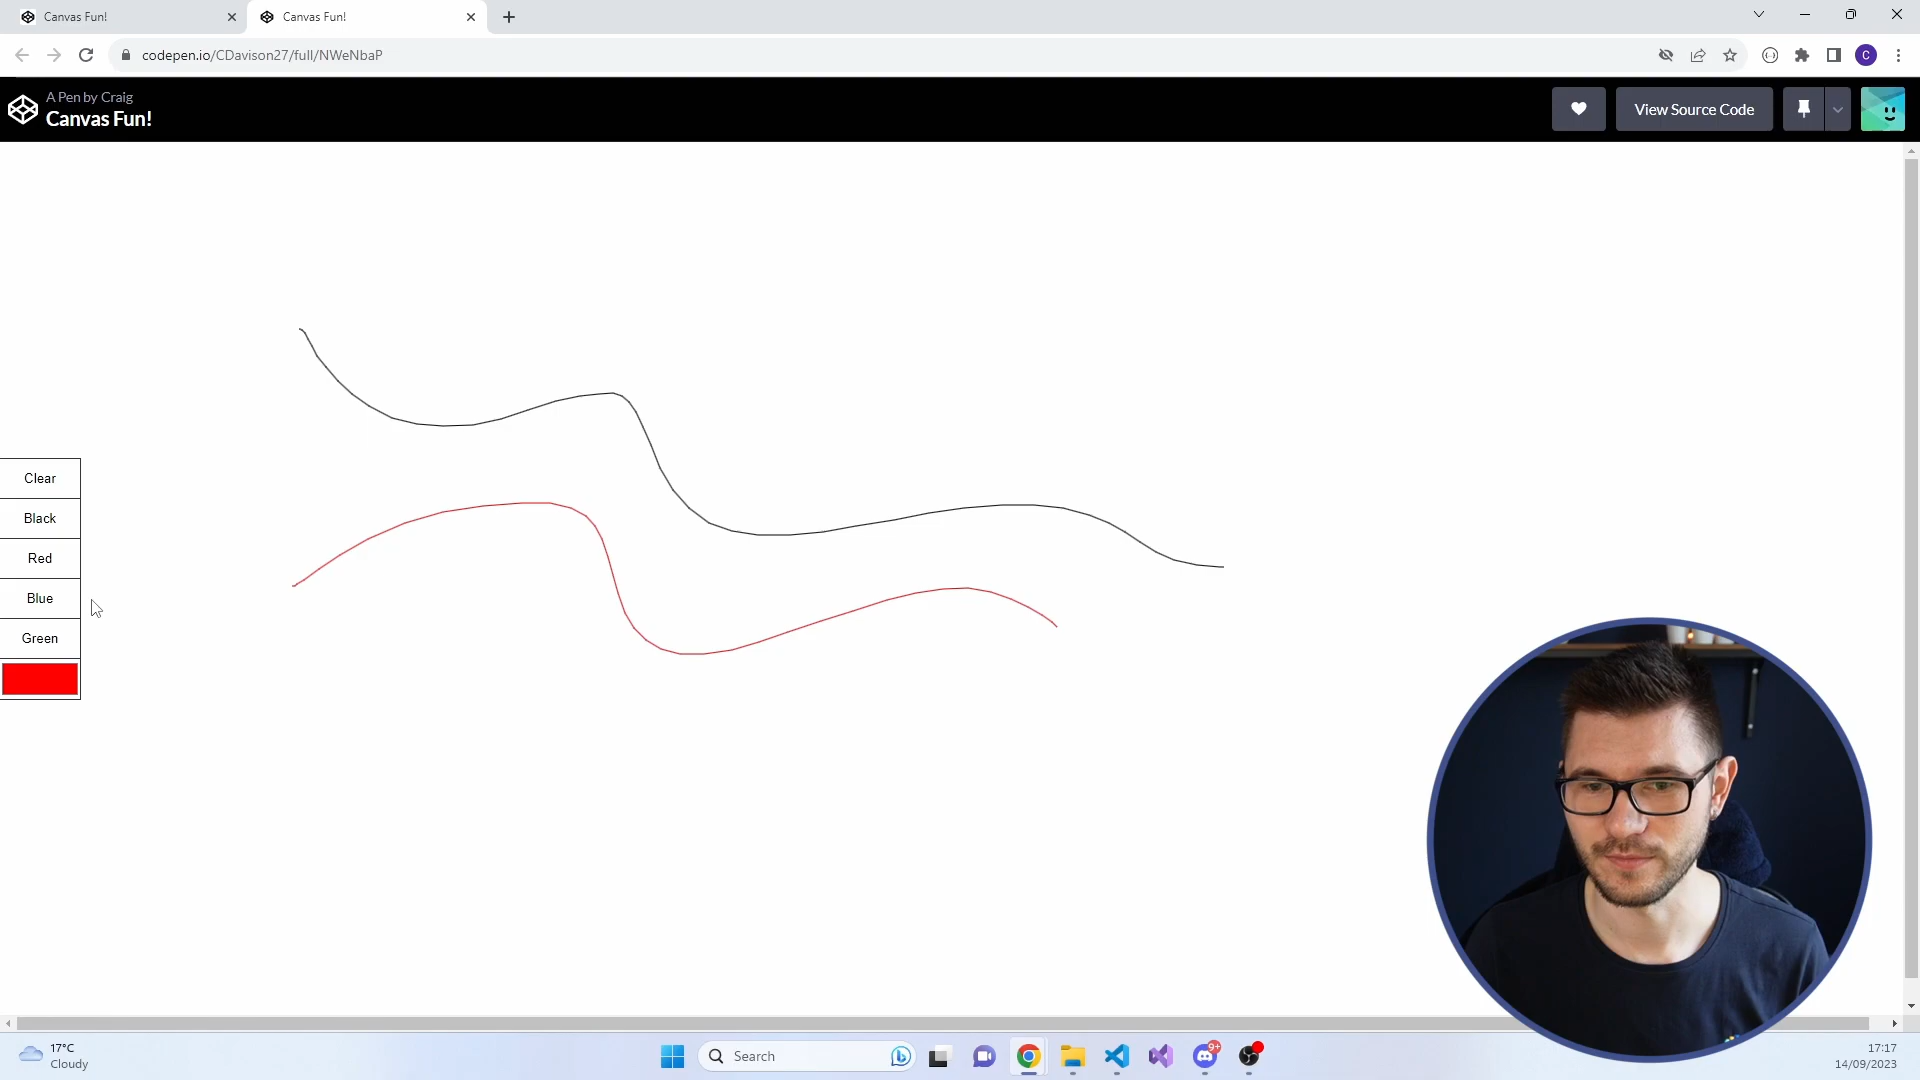 Canvas Fun!
Canvas Fun!
codepen.io/CDavison27/full/NWeNbaP
C
A Pen by Craig
Canvas Fun!
View Source Code
Clear
Black
Red
Blue
Green
17°C
Cloudy
Search
9+
17:17
14/09/2023